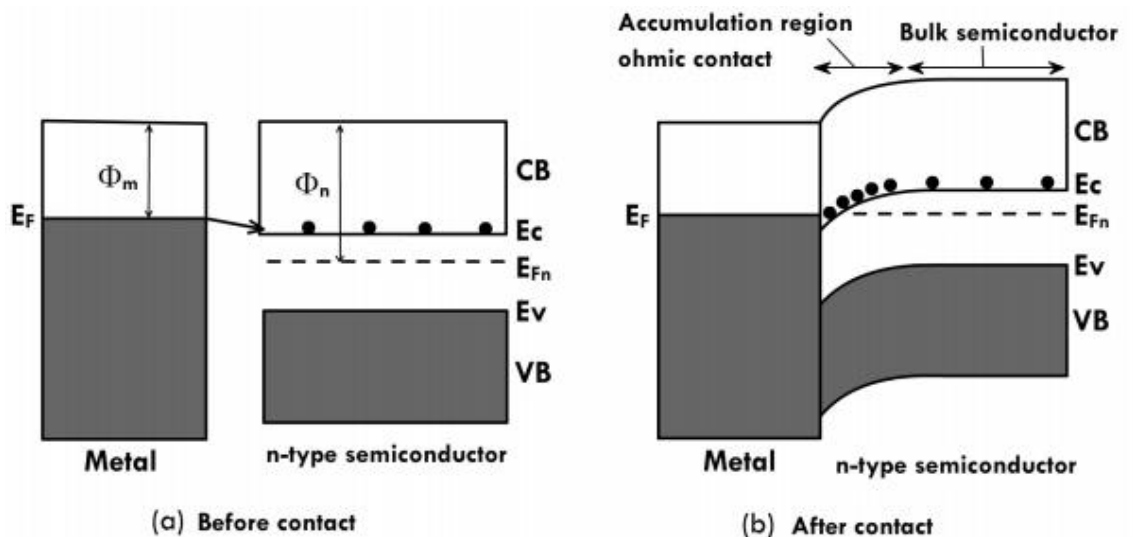 Φm
Φn
CB
EF
Ec
EFn
Ev
VB
Metal
n-type semiconductor
(a) Before contact
Accumulation region
ohmic contact
Bulk semiconductor
CB
Ec
EF
EFn
Ev
VB
Metal
n-type semiconductor
(b) After contact